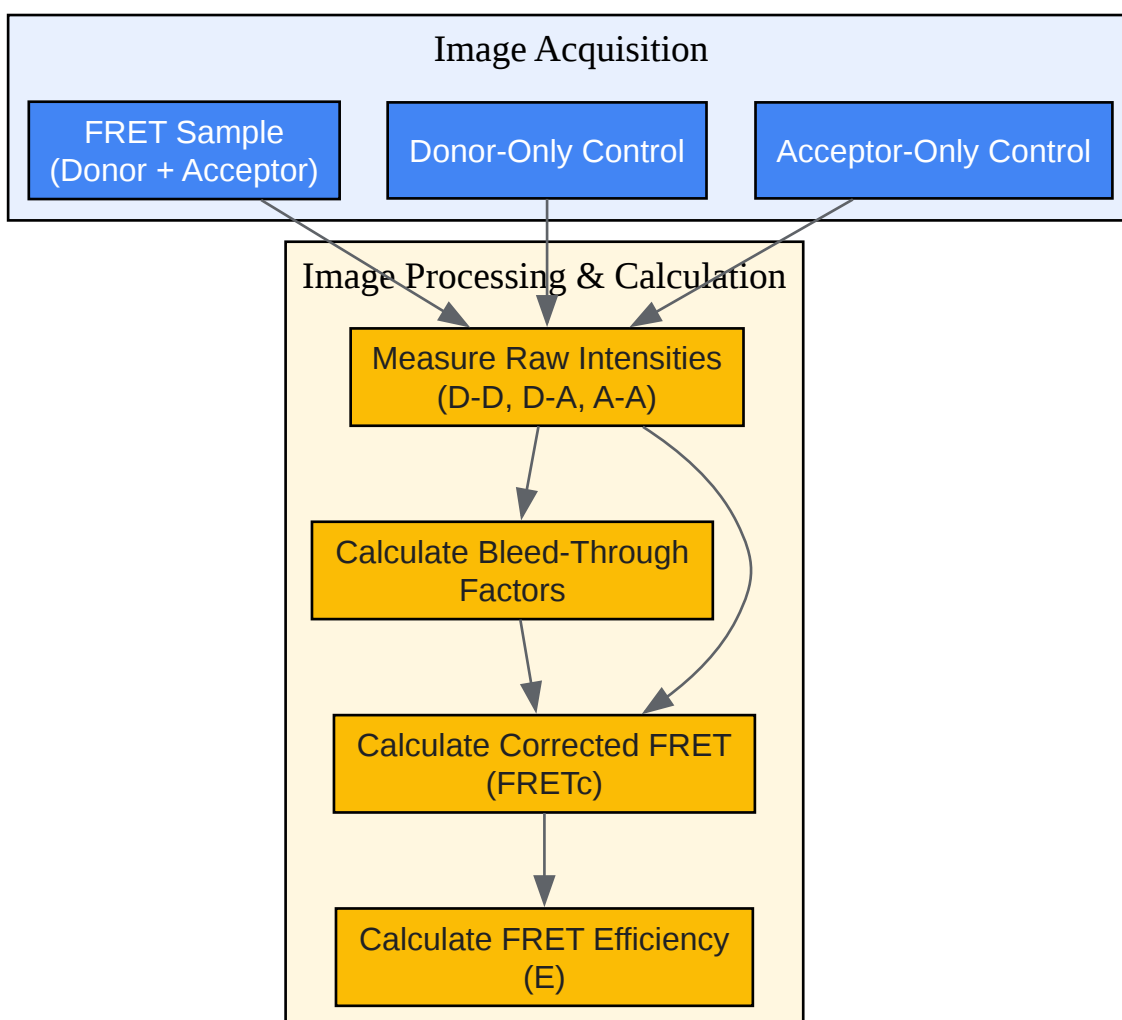 Image Acquisition
FRET Sample
(Donor + Acceptor)
Donor-Only Control
Acceptor-Only Control
Image Processing & Calculation
Measure Raw Intensities
(D-D, D-A, A-A)
Calculate Bleed-Through
Factors
Calculate Corrected FRET
(FRETc)
Calculate FRET Efficiency
(E)